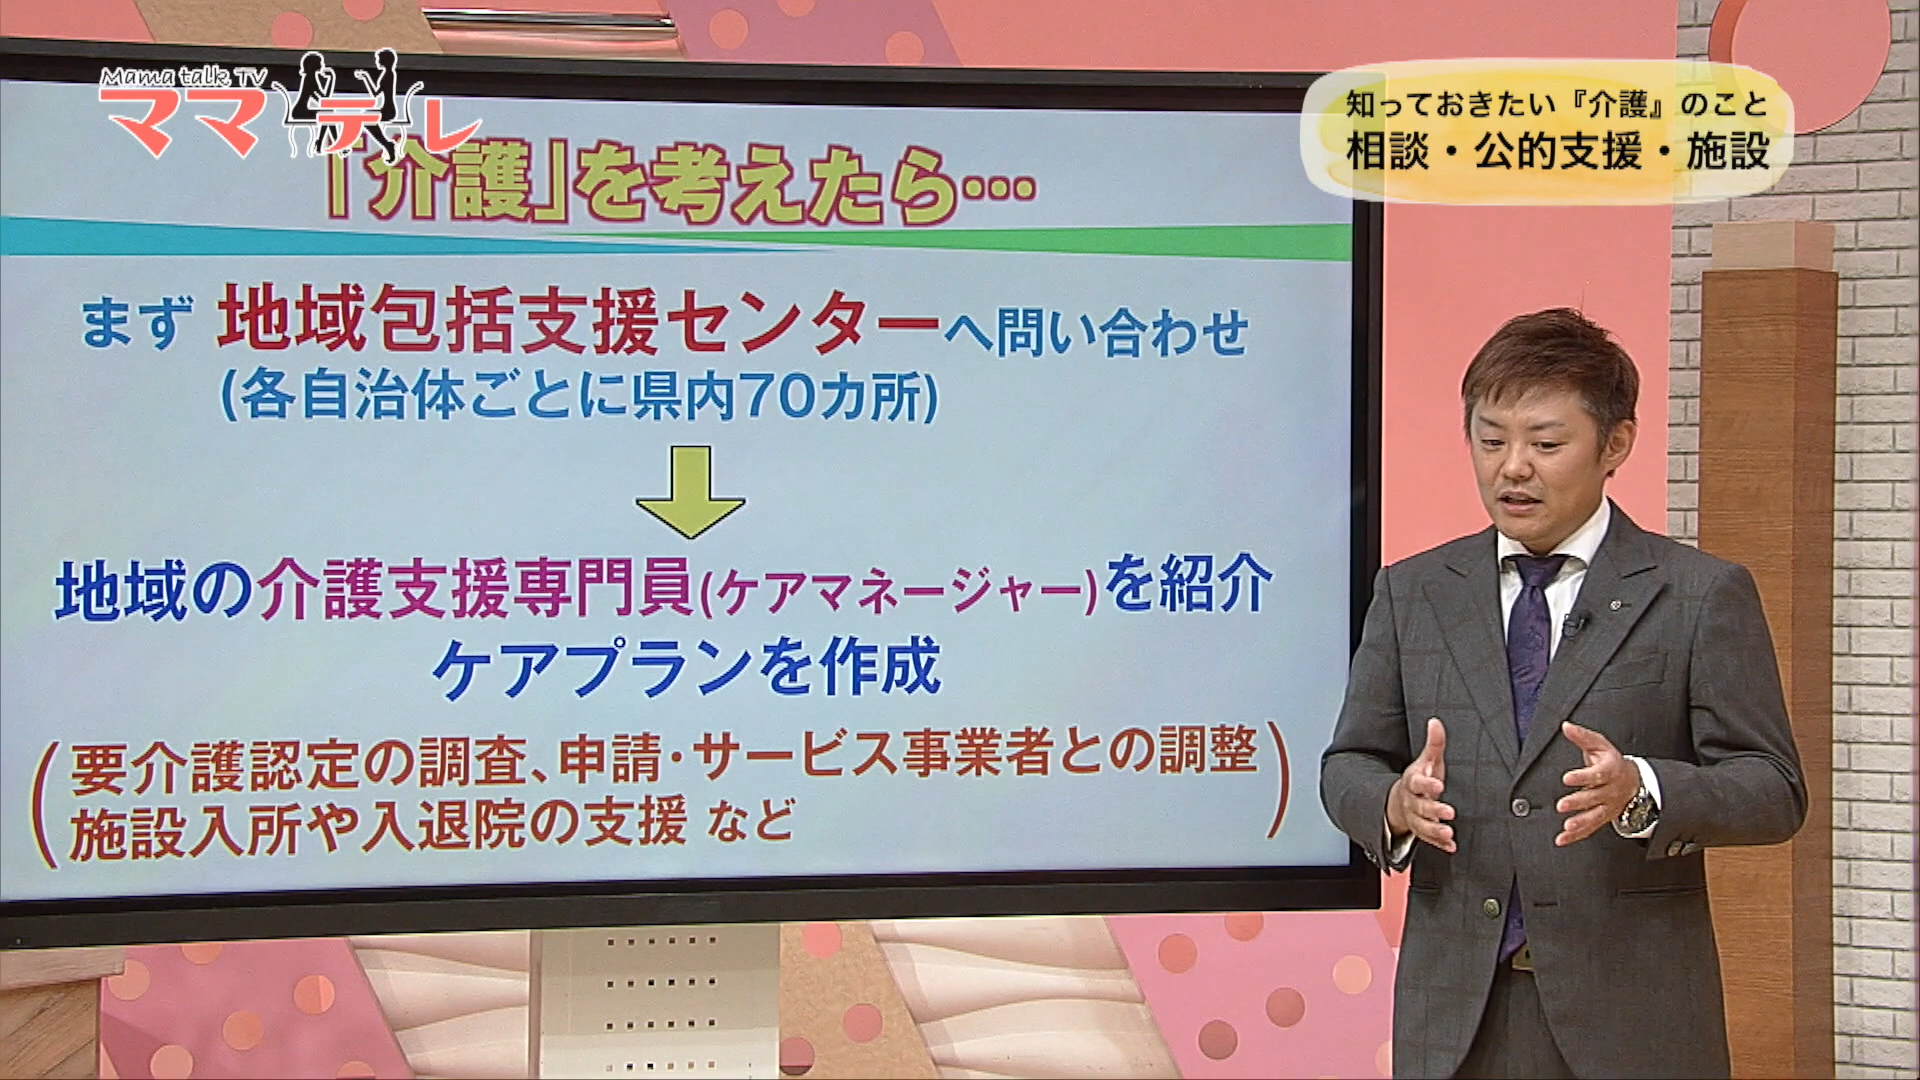 Mama talk TV
ママテレ
知っておきたい『介護』のこと
相談・公的支援・施設
「介護」を考えたら…
まず 地域包括支援センターへ問い合わせ
(各自治体ごとに県内70カ所)
地域の介護支援専門員(ケアマネージャー)を紹介
ケアプランを作成
(要介護認定の調査、申請・サービス事業者との調整
施設入所や入退院の支援 など)